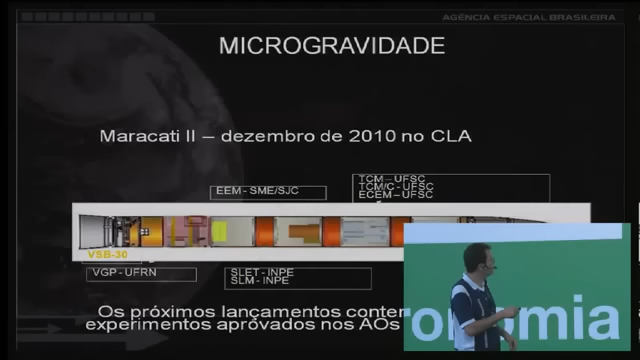 AGÊNCIA ESPACIAL BRASILEIRA
MICROGRAVIDADE
Maracati II – dezembro de 2010 no CLA
EEM - SME/SJC
TCM – UFSC
TCM/C - UFSC
ECEM – UFSC
VSB-30
VGP - UFRN
SLET - INPE
SLM - INPE
Os próximos lançamentos conter
experimentos aprovados nos AOs
onomia